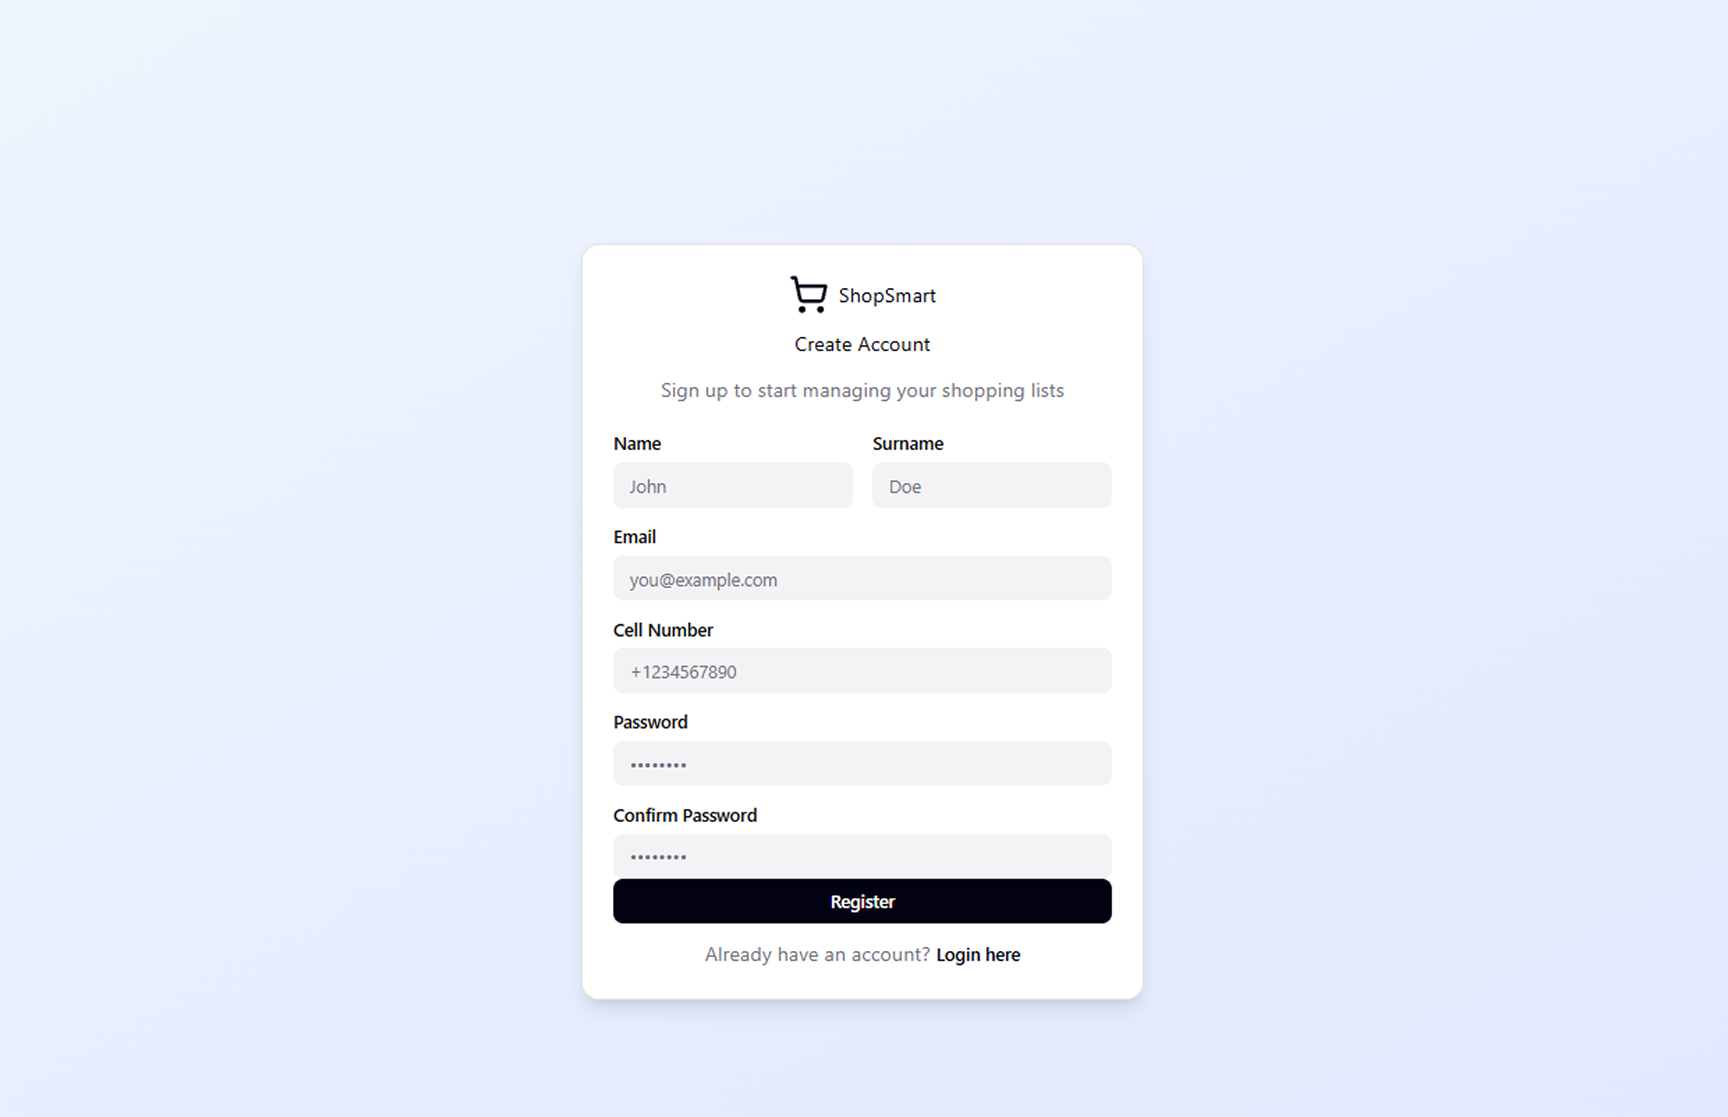 ShopSmart
Create Account
Sign up to start managing your shopping lists
Name Surname
John Doe
Email
you@example.com
Cell Number
+1234567890
Password
••••••••
Confirm Password
••••••••
Register
Already have an account? Login here